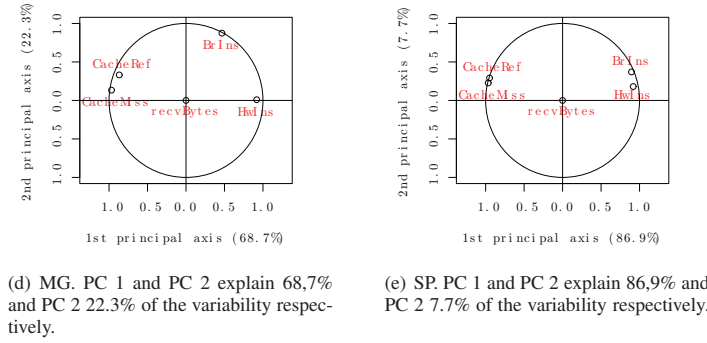 2nd principal axis (22.3%)
1.0
0.5
0.0
0.5
1.0
BrIns
CacheRef
CacheMss
recvBytes
HwIns
1.0 0.5 0.0 0.5 1.0
1st principal axis (68.7%)
(d) MG. PC 1 and PC 2 explain 68,7%
and PC 2 22.3% of the variability respec-
tively.
2nd principal axis (7.7%)
1.0
0.5
0.0
0.5
1.0
BrIns
CacheRef
CacheMss
HwIns
recvBytes
1.0 0.5 0.0 0.5 1.0
1st principal axis (86.9%)
(e) SP. PC 1 and PC 2 explain 86,9% and
PC 2 7.7% of the variability respectively.